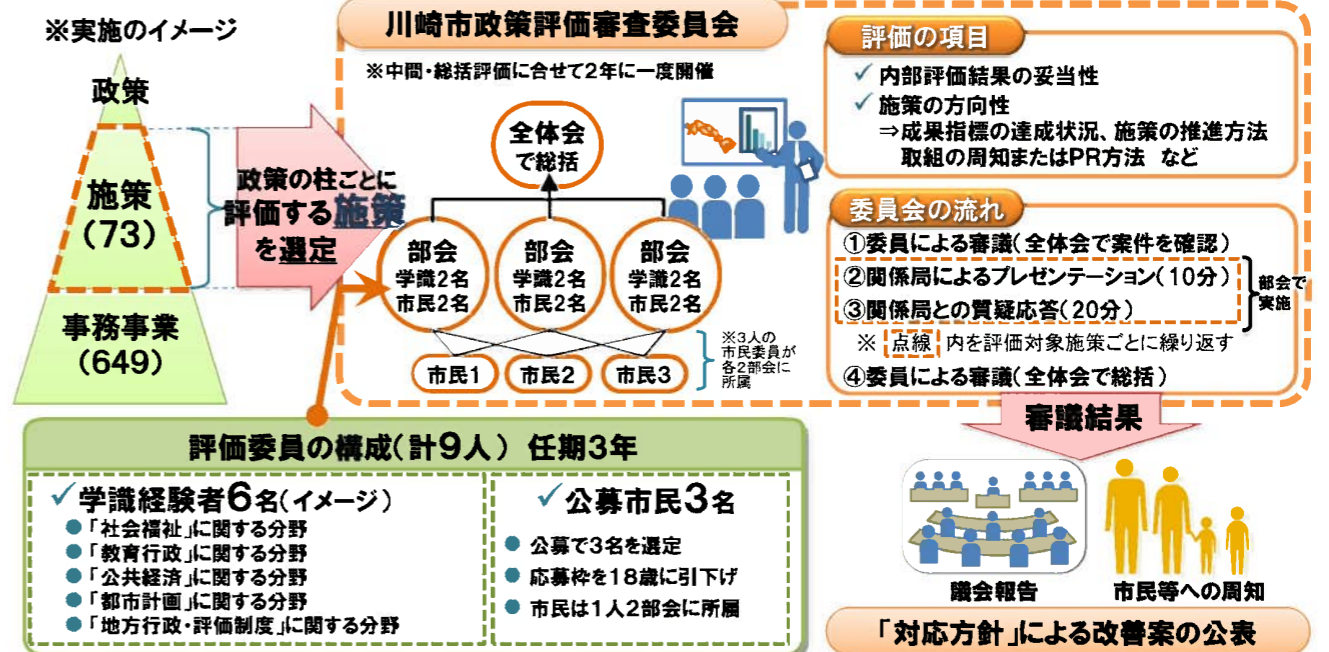 ※実施のイメージ
政策
施策
(73)
事務事業
(649)
政策の柱ごとに
評価する施策
を選定
川崎市政策評価審査委員会
※中間・総括評価に合せて2年に一度開催
全体会
で総括
部会
学識2名
市民2名
部会
学識2名
市民2名
部会
学識2名
市民2名
市民1
市民2
市民3
※3人の
市民委員が
各2部会に
所属
評価の項目
✓ 内部評価結果の妥当性
✓ 施策の方向性
⇒成果指標の達成状況、施策の推進方法
取組の周知またはPR方法 など
委員会の流れ
①委員による審議(全体会で案件を確認)
②関係局によるプレゼンテーション(10分)
③関係局との質疑応答(20分)
部会で
実施
※ 点線 内を評価対象施策ごとに繰り返す
④委員による審議(全体会で総括)
審議結果
議会報告
市民等への周知
「対応方針」による改善案の公表
評価委員の構成(計9人) 任期3年
✓学識経験者6名(イメージ)
●「社会福祉」に関する分野
●「教育行政」に関する分野
●「公共経済」に関する分野
●「都市計画」に関する分野
●「地方行政・評価制度」に関する分野
✓公募市民3名
● 公募で3名を選定
● 応募枠を18歳に引下げ
● 市民は1人2部会に所属